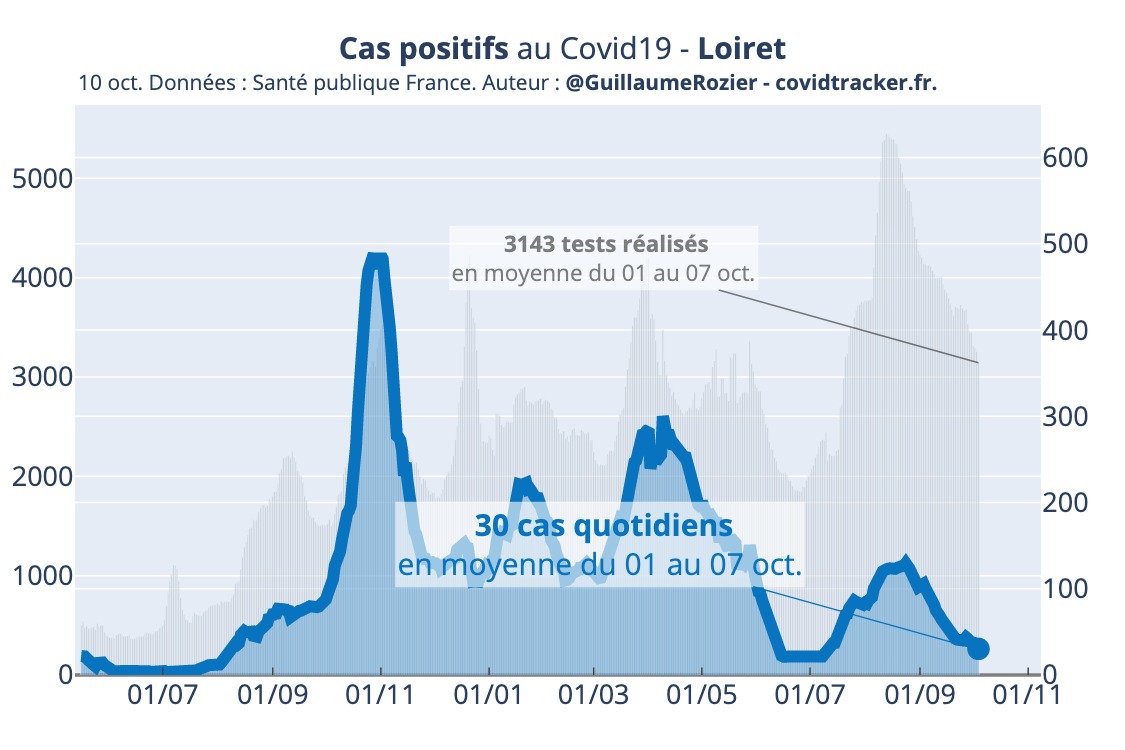 Cas positifs au Covid19 - Loiret
10 oct. Données : Santé publique France. Auteur : @GuillaumeRozier - covidtracker.fr.
600
5000
3143 tests réalisés
500
en moyenne du 01 au 07 oct.
4000
400
3000
300
2000
200
30 cas quotidiens
en moyenne du 01 au 07 oct.
1000
100
0
0
01/07 01/09 01/11 01/01 01/03 01/05 01/07 01/09 01/11